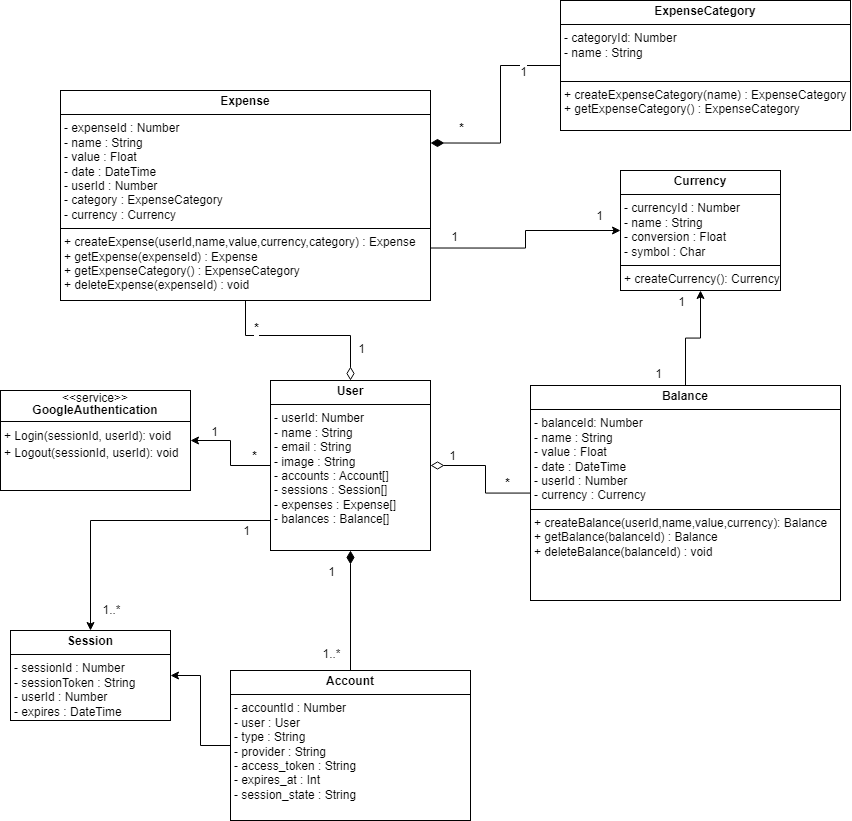 ExpenseCategory
- categoryId: Number
- name : String
+ createExpenseCategory(name) : ExpenseCategory
+ getExpenseCategory() : ExpenseCategory
1
*
Expense
- expenseId : Number
- name : String
- value : Float
- date : DateTime
- userId : Number
- category : ExpenseCategory
- currency : Currency
+ createExpense(userId,name,value,currency,category) : Expense
+ getExpense(expenseId) : Expense
+ getExpenseCategory() : ExpenseCategory
+ deleteExpense(expenseId) : void
1
1
Currency
- currencyId : Number
- name : String
- conversion : Float
- symbol : Char
+ createCurrency(): Currency
1
1
*
1
<<service>>
GoogleAuthentication
+ Login(sessionId, userId): void
+ Logout(sessionId, userId): void
1
*
User
- userId: Number
- name : String
- email : String
- image : String
- accounts : Account[]
- sessions : Session[]
- expenses : Expense[]
- balances : Balance[]
1
*
Balance
- balanceId: Number
- name : String
- value : Float
- date : DateTime
- userId : Number
- currency : Currency
+ createBalance(userId,name,value,currency): Balance
+ getBalance(balanceId) : Balance
+ deleteBalance(balanceId) : void
1
1..*
1
1..*
Session
- sessionId : Number
- sessionToken : String
- userId : Number
- expires : DateTime
Account
- accountId : Number
- user : User
- type : String
- provider : String
- access_token : String
- expires_at : Int
- session_state : String